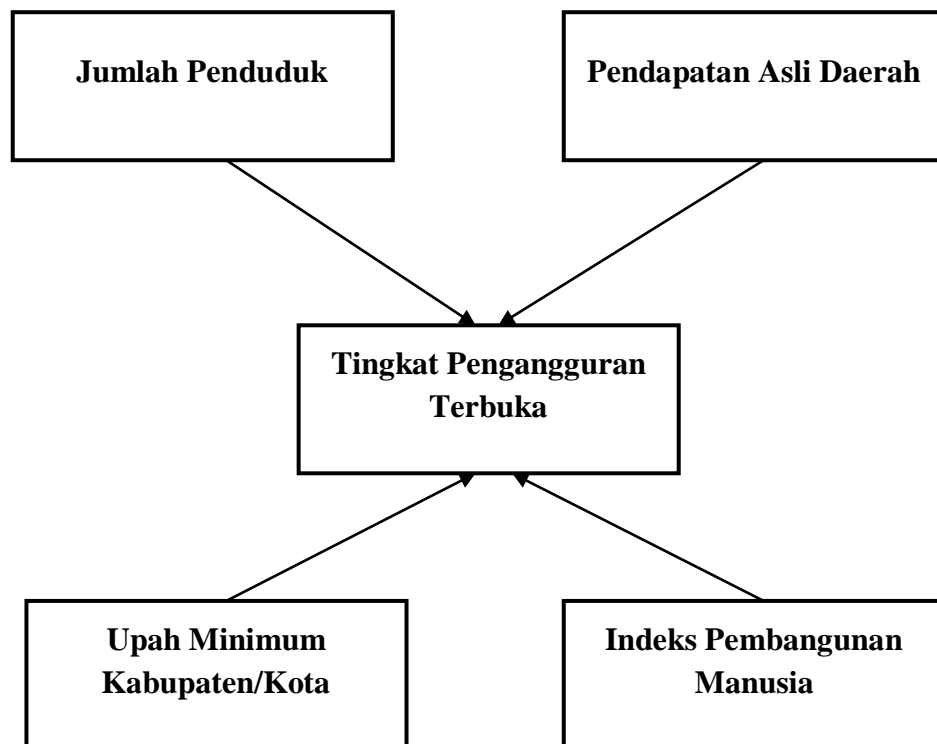 Jumlah Penduduk
Pendapatan Asli Daerah
Tingkat Pengangguran
Terbuka
Upah Minimum
Kabupaten/Kota
Indeks Pembangunan
Manusia